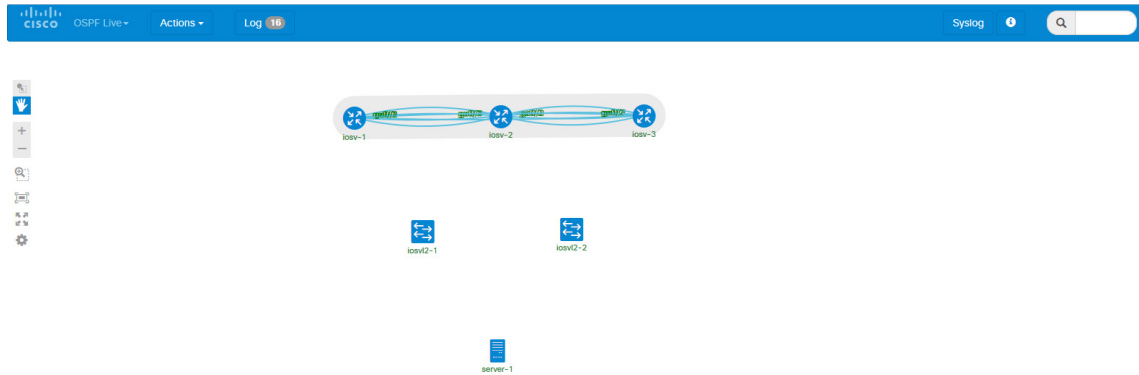 CISCO OSPF Live Actions Log 16 Syslog
iosv-1 iosv-2 iosv-3
iosvl2-1 iosvl2-2
server-1